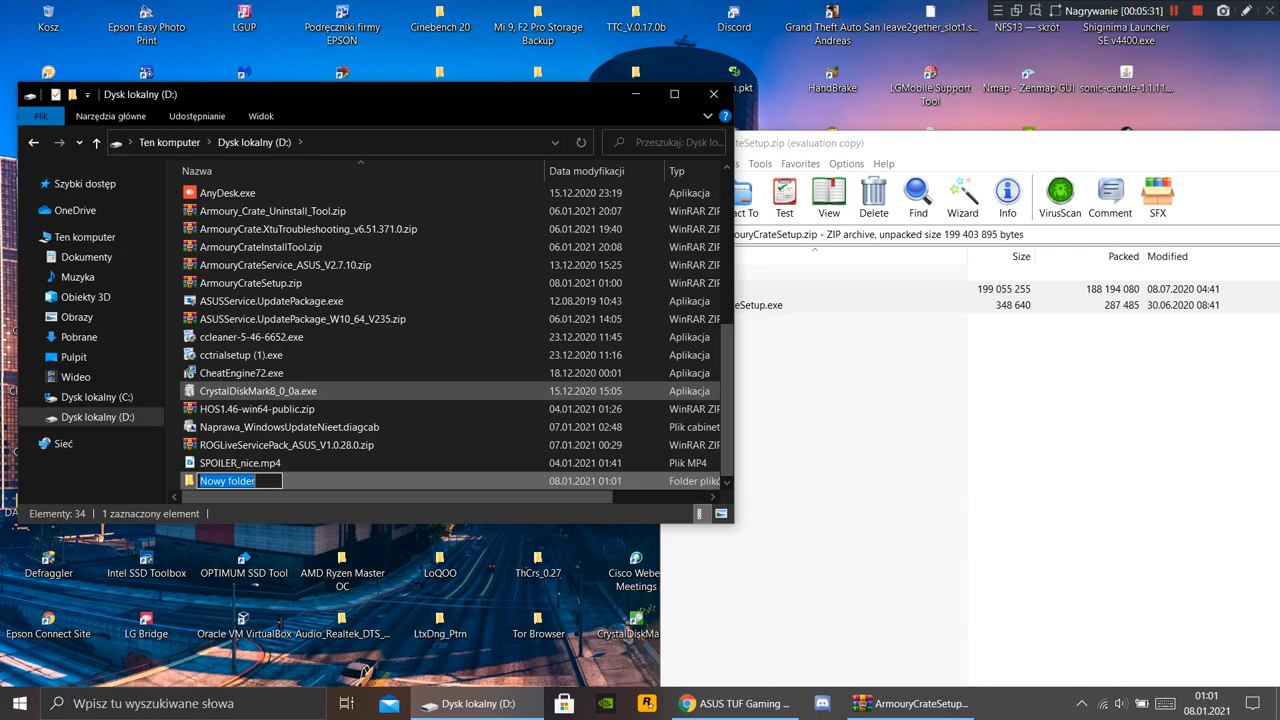 Kosz
Epson Easy Photo
Print
LGUP
Podręczniki firmy
EPSON
Cinebench 20
Mi 9, F2 Pro Storage
Backup
TTC_V.0.17.0b
Discord
Grand Theft Auto San
Andreas
leave2gether_slot1.s...
NFS13 — skrót
Shiginima Launcher
SE v4400.exe
Nagrywanie [00:05:31]
HandBrake
LGMobile Support
Tool
Nmap - Zenmap GUI
sonic-candle-1.1.11...
Dysk lokalny (D:)
Plik
Narzędzia główne
Udostępnianie
Widok
Ten komputer
Dysk lokalny (D:)
Przeszukaj: Dysk lo...
Nazwa
Data modyfikacji
Typ
Szybki dostęp
OneDrive
Ten komputer
Dokumenty
Muzyka
Obiekty 3D
Obrazy
Pobrane
Pulpit
Wideo
Dysk lokalny (C:)
Dysk lokalny (D:)
Sieć
AnyDesk.exe 15.12.2020 23:19 Aplikacja
Armoury_Crate_Uninstall_Tool.zip 06.01.2021 20:07 WinRAR ZIP
ArmouryCrate.XtuTroubleshooting_v6.51.371.0.zip 06.01.2021 19:40 WinRAR ZIP
ArmouryCrateInstallTool.zip 06.01.2021 20:08 WinRAR ZIP
ArmouryCrateService_ASUS_V2.7.10.zip 13.12.2020 15:25 WinRAR ZIP
ArmouryCrateSetup.zip 08.01.2021 01:00 WinRAR ZIP
ASUSService.UpdatePackage.exe 12.08.2019 10:43 Aplikacja
ASUSService.UpdatePackage_W10_64_V235.zip 06.01.2021 14:05 WinRAR ZIP
ccleaner-5-46-6652.exe 23.12.2020 11:45 Aplikacja
cctrialsetup (1).exe 23.12.2020 11:16 Aplikacja
CheatEngine72.exe 18.12.2020 00:01 Aplikacja
CrystalDiskMark8_0_0a.exe 15.12.2020 15:05 Aplikacja
HOS1.46-win64-public.zip 04.01.2021 01:26 WinRAR ZIP
Naprawa_WindowsUpdateNieet.diagcab 07.01.2021 02:48 Plik cabinet
ROGLiveServicePack_ASUS_V1.0.28.0.zip 07.01.2021 00:29 WinRAR ZIP
SPOILER_nice.mp4 04.01.2021 01:41 Plik MP4
Nowy folder 08.01.2021 01:01 Folder plikó
Elementy: 34
1 zaznaczony element
ateSetup.zip (evaluation copy)
Tools
Favorites
Options
Help
act To
Test
View
Delete
Find
Wizard
Info
VirusScan
Comment
SFX
ouryCrateSetup.zip - ZIP archive, unpacked size 199 403 895 bytes
Size
Packed
Modified
199 055 255 188 194 080 08.07.2020 04:41
eSetup.exe 348 640 287 485 30.06.2020 08:41
Defraggler
Intel SSD Toolbox
OPTIMUM SSD Tool
AMD Ryzen Master
OC
LoQOO
ThCrs_0.27
Cisco Webe
Meetings
Epson Connect Site
LG Bridge
Oracle VM VirtualBox
Audio_Realtek_DTS_...
LtxDng_Ptrn
Tor Browser
CrystalDiskMa
Wpisz tu wyszukiwane słowa
Dysk lokalny (D:)
ASUS TUF Gaming ...
ArmouryCrateSetup...
01:01
08.01.2021